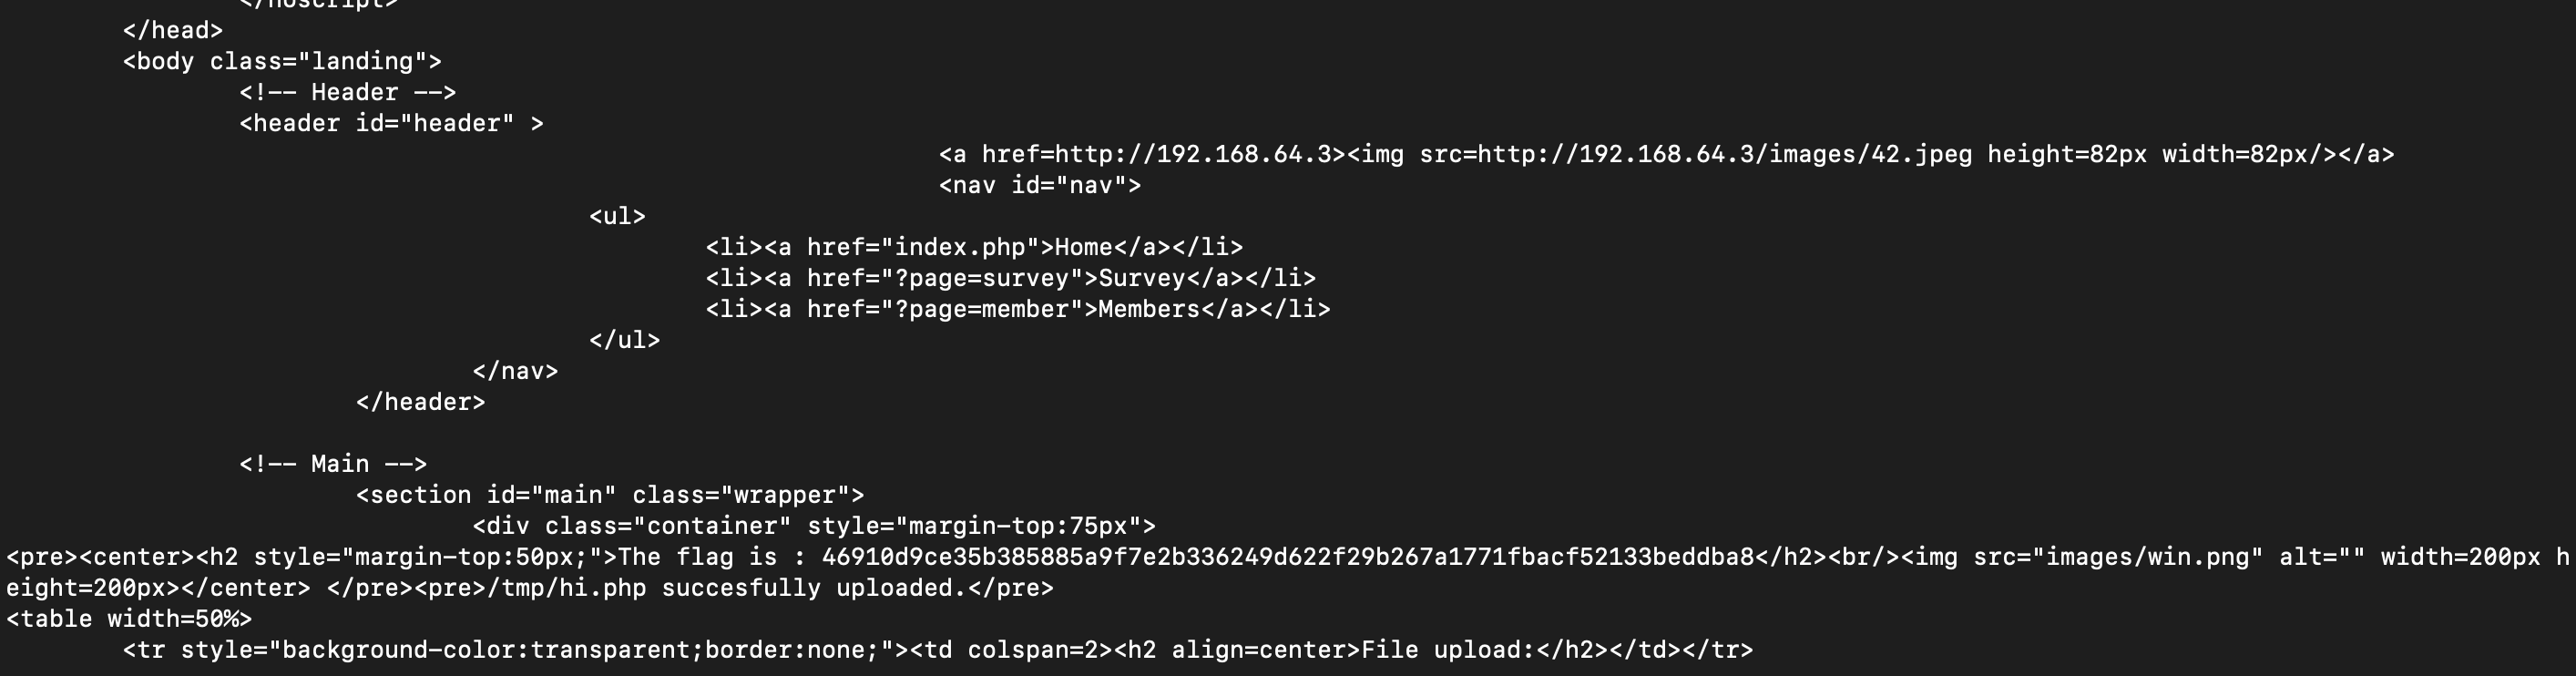 </noscript>
</head>
<body class="landing">
<!-- Header -->
<header id="header" >
<a href=http://192.168.64.3><img src=http://192.168.64.3/images/42.jpeg height=82px width=82px/></a>
<nav id="nav">
<ul>
<li><a href="index.php">Home</a></li>
<li><a href="?page=survey">Survey</a></li>
<li><a href="?page=member">Members</a></li>
</ul>
</nav>
</header>
<!-- Main -->
<section id="main" class="wrapper">
<div class="container" style="margin-top:75px">
<pre><center><h2 style="margin-top:50px;">The flag is : 46910d9ce35b385885a9f7e2b336249d622f29b267a1771fbacf52133beddba8</h2><br/><img src="images/win.png" alt="" width=200px h
eight=200px></center> </pre><pre>/tmp/hi.php succesfully uploaded.</pre>
<table width=50%>
<tr style="background-color:transparent;border:none;"><td colspan=2><h2 align=center>File upload:</h2></td></tr>